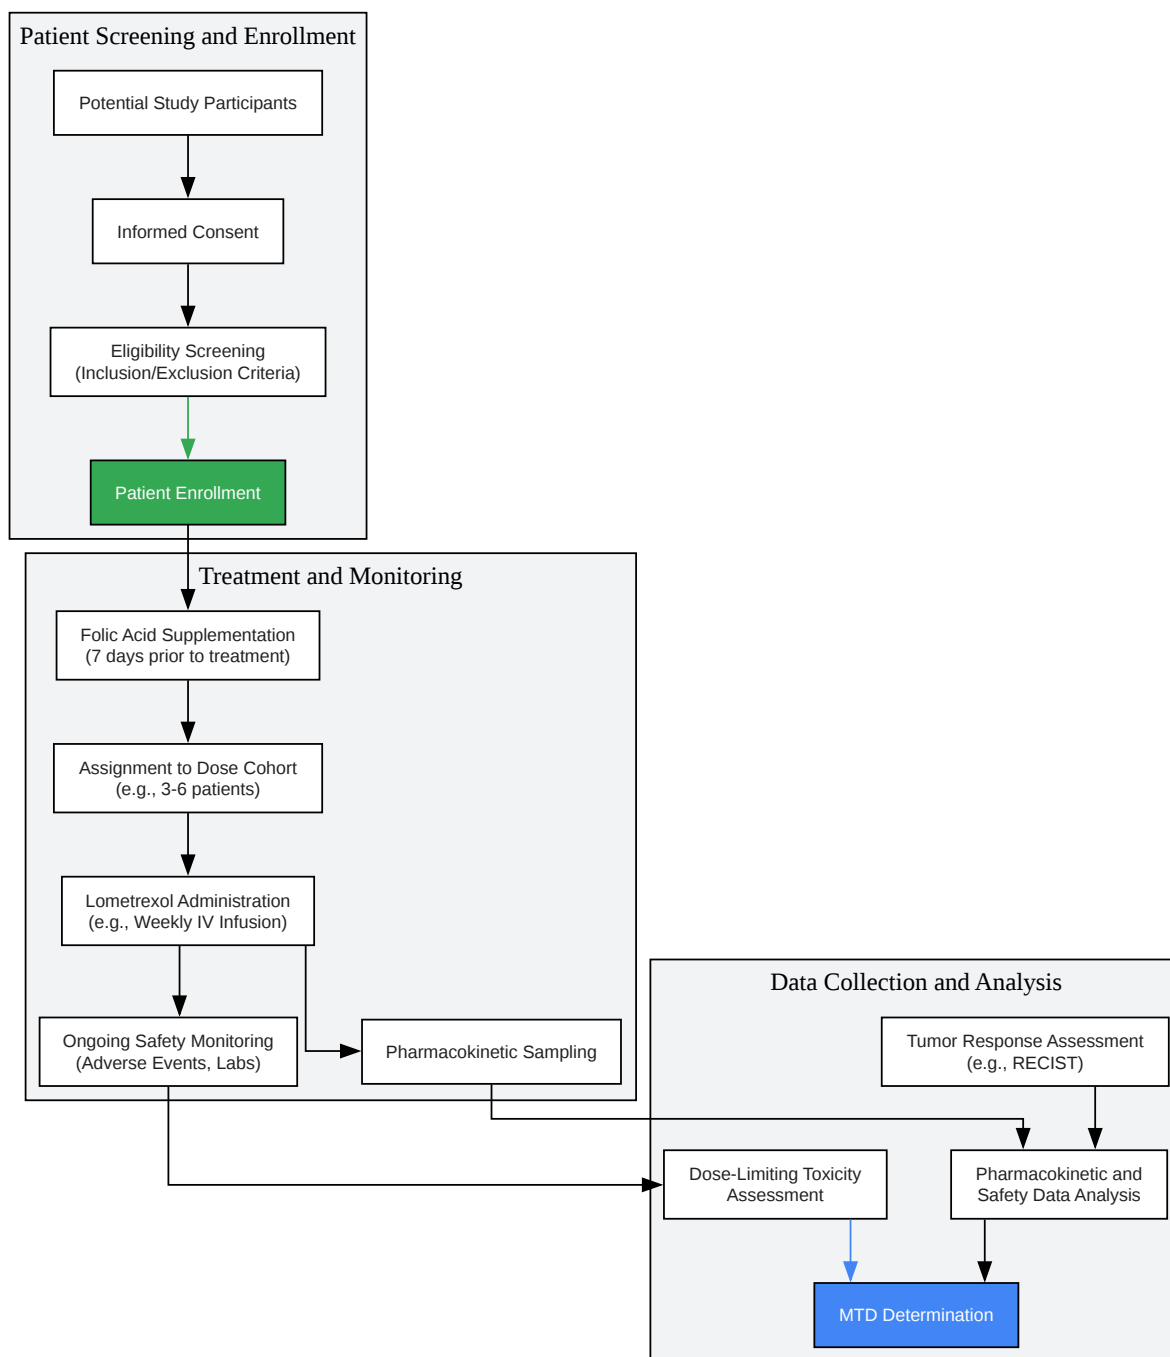 Patient Screening and Enrollment
Potential Study Participants
Informed Consent
Eligibility Screening
(Inclusion/Exclusion Criteria)
Patient Enrollment
Treatment and Monitoring
Folic Acid Supplementation
(7 days prior to treatment)
Assignment to Dose Cohort
(e.g., 3-6 patients)
Lometrexol Administration
(e.g., Weekly IV Infusion)
Ongoing Safety Monitoring
(Adverse Events, Labs)
Pharmacokinetic Sampling
Data Collection and Analysis
Tumor Response Assessment
(e.g., RECIST)
Dose-Limiting Toxicity
Assessment
Pharmacokinetic and
Safety Data Analysis
MTD Determination